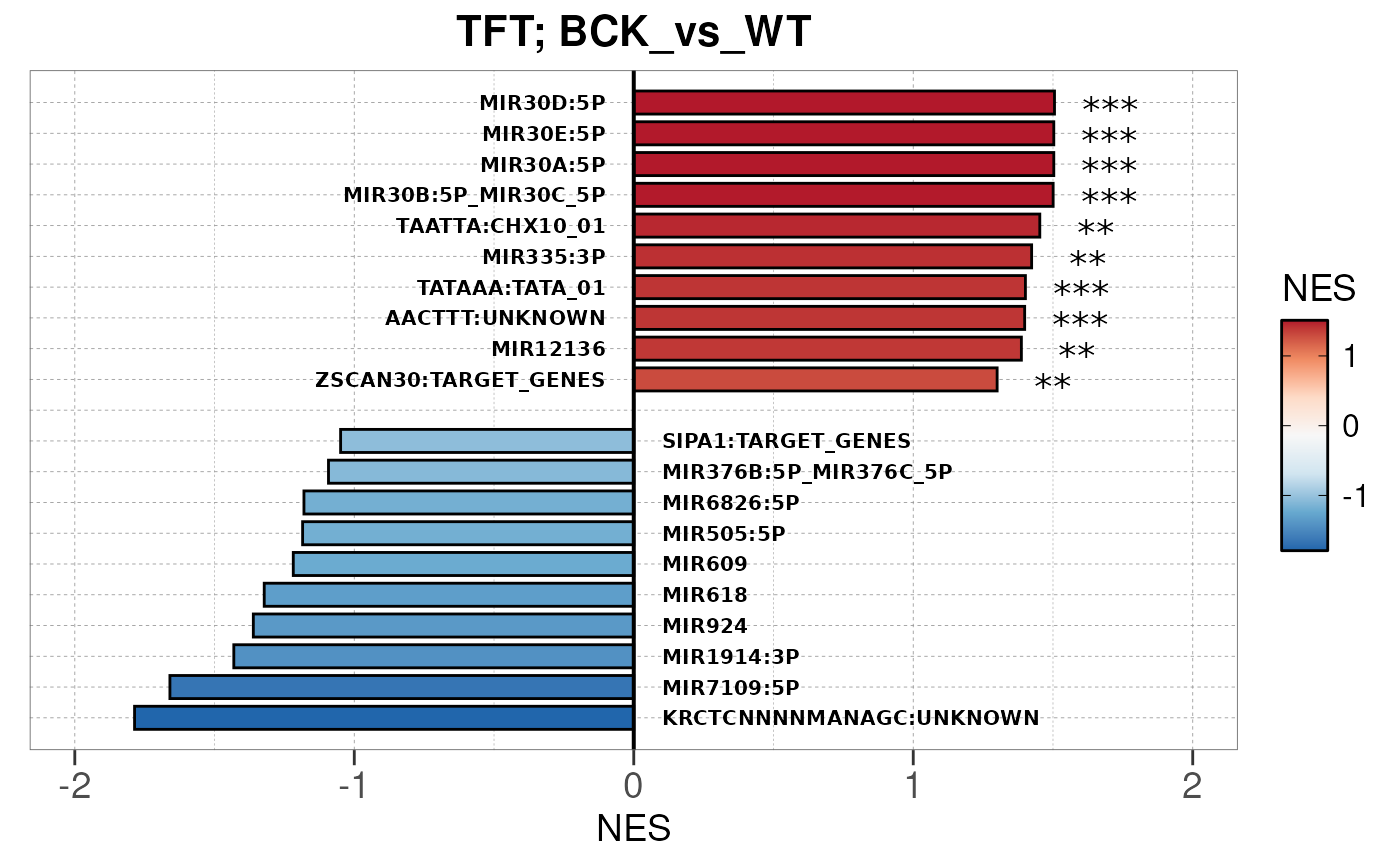 TFT; BCK_vs_WT
MIR30D:5P ***
MIR30E:5P ***
MIR30A:5P ***
MIR30B:5P_MIR30C_5P ***
TAATTA:CHX10_01 **
MIR335:3P **
TATAAA:TATA_01 ***
AACTTT:UNKNOWN ***
MIR12136 **
ZSCAN30:TARGET_GENES **
SIPA1:TARGET_GENES
MIR376B:5P_MIR376C_5P
MIR6826:5P
MIR505:5P
MIR609
MIR618
MIR924
MIR1914:3P
MIR7109:5P
KRCTCNNNNMANAGC:UNKNOWN
-2 -1 0 1 2
NES
NES
1
0
-1